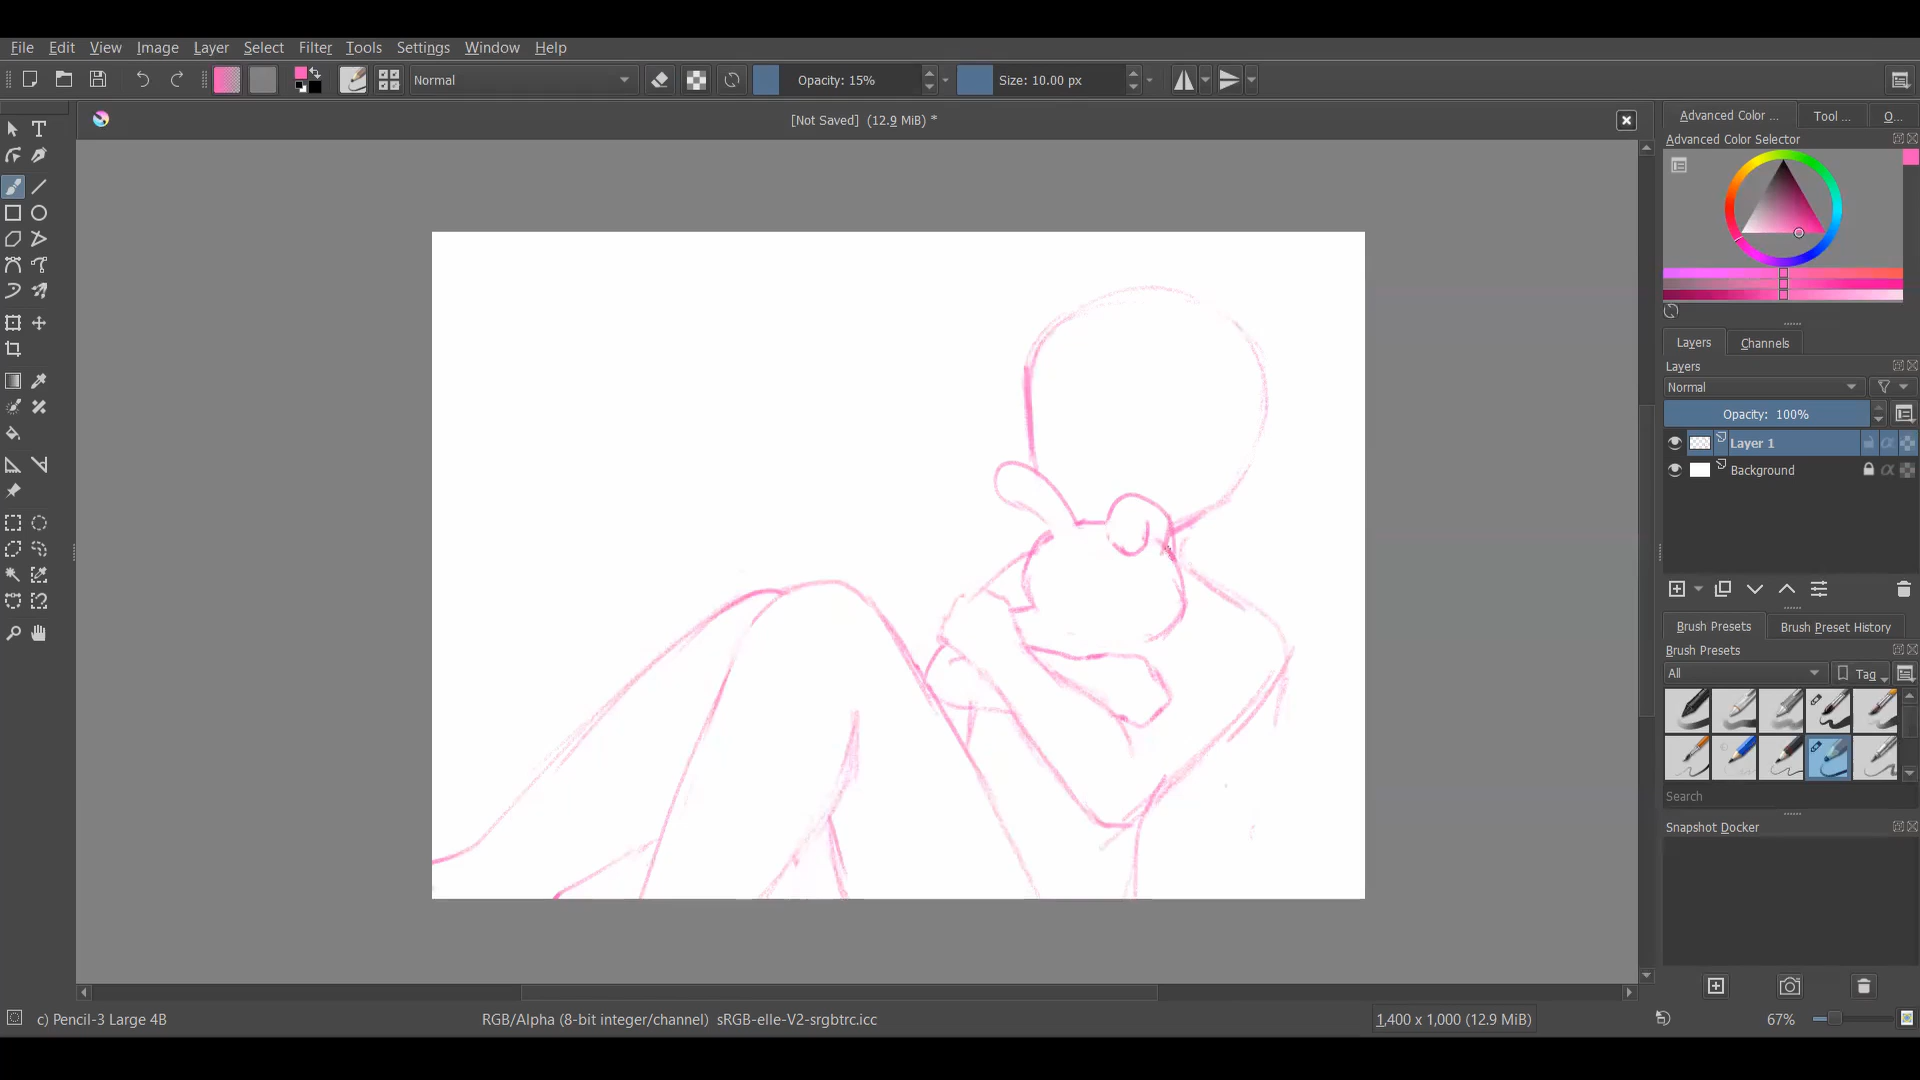 File Edit View Image Layer Select Filter Tools Settings Window Help
Normal Opacity: 15% Size: 10.00 px
[Not Saved] (12.9 MiB) *
Advanced Color ... Tool ... Q...
Advanced Color Selector
Layers Channels
Layers
Normal
Opacity: 100%
Layer 1
Background
Brush Presets Brush Preset History
Brush Presets
All Tag
Search
Snapshot Docker
c) Pencil-3 Large 4B RGB/Alpha (8-bit integer/channel) sRGB-elle-V2-srgbtrc.icc 1,400 x 1,000 (12.9 MiB) 67%